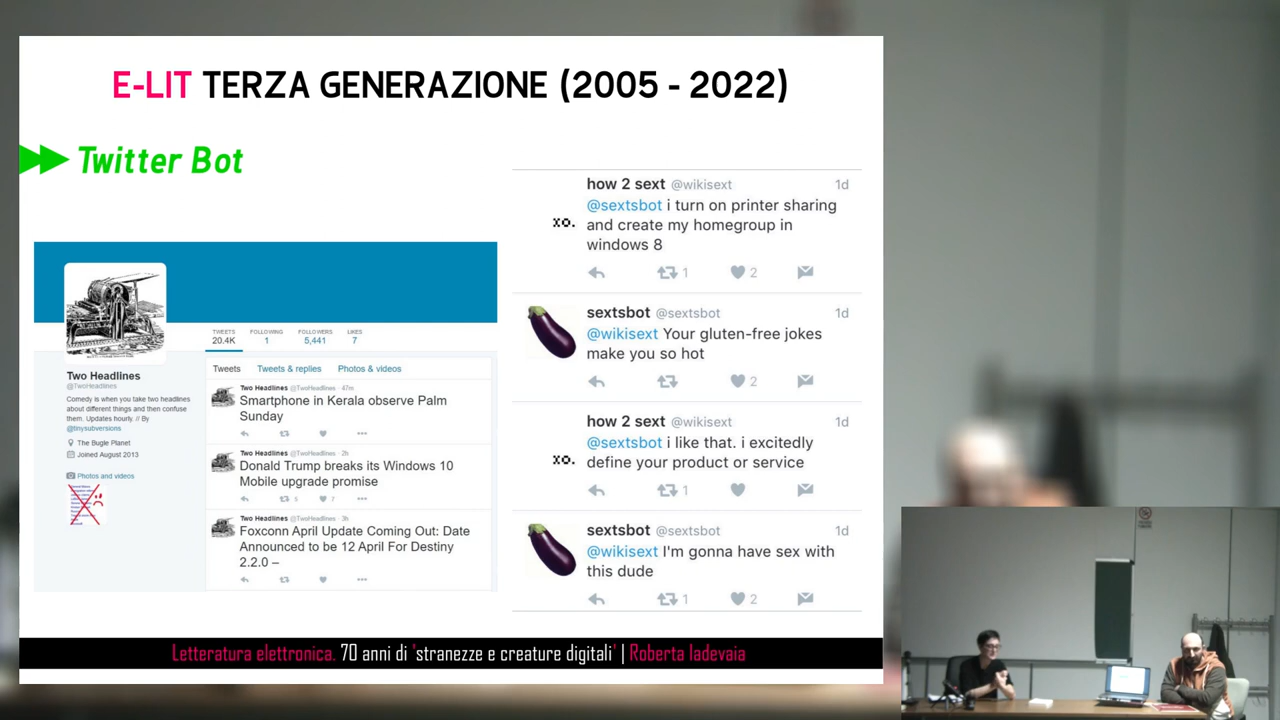 E-LIT TERZA GENERAZIONE (2005 - 2022)
Twitter Bot
TWEETS
20.4K
FOLLOWING
1
FOLLOWERS
5,441
LIKES
7
Two Headlines
@TwoHeadlines
Comedy is when you take two headlines
about different things and then confuse
them. Updates hourly. // By
@tinysubversions
The Bugle Planet
Joined August 2013
Photos and videos
Tweets Tweets & replies Photos & videos
Two Headlines @TwoHeadlines · 47m
Smartphone in Kerala observe Palm
Sunday
Two Headlines @TwoHeadlines · 2h
Donald Trump breaks its Windows 10
Mobile upgrade promise
5 7
Two Headlines @TwoHeadlines · 3h
Foxconn April Update Coming Out: Date
Announced to be 12 April For Destiny
2.2.0 –
how 2 sext @wikisext 1d
@sextsbot i turn on printer sharing
xo.
and create my homegroup in
windows 8
1 2
sextsbot @sextsbot 1d
@wikisext Your gluten-free jokes
make you so hot
2
how 2 sext @wikisext 1d
@sextsbot i like that. i excitedly
xo.
define your product or service
1
sextsbot @sextsbot 1d
@wikisext I'm gonna have sex with
this dude
1 2
Letteratura elettronica. 70 anni di 'stranezze e creature digitali' | Roberta Iadevaia